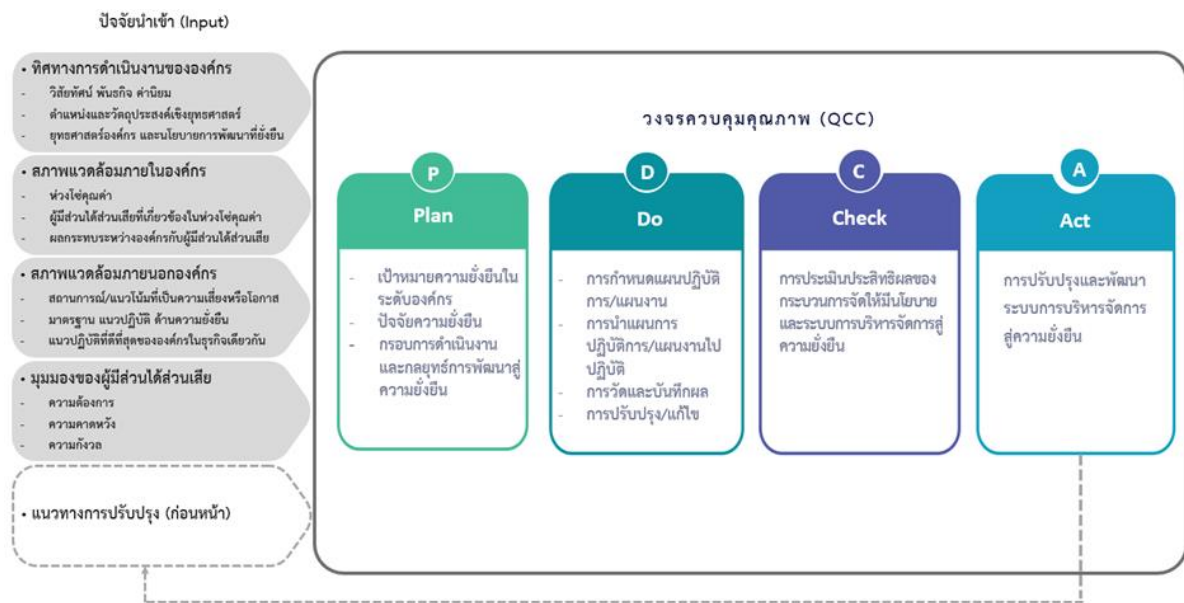 ปัจจัยนำเข้า (Input)
• ทิศทางการดำเนินงานขององค์กร
- วิสัยทัศน์ พันธกิจ ค่านิยม
- ตำแหน่งและวัตถุประสงค์เชิงยุทธศาสตร์
- ยุทธศาสตร์องค์กร และนโยบายการพัฒนาที่ยั่งยืน
• สภาพแวดล้อมภายในองค์กร
- ห่วงโซ่คุณค่า
- ผู้มีส่วนได้ส่วนเสียที่เกี่ยวข้องในห่วงโซ่คุณค่า
- ผลกระทบระหว่างองค์กรกับผู้มีส่วนได้ส่วนเสีย
• สภาพแวดล้อมภายนอกองค์กร
- สถานการณ์/แนวโน้มที่เป็นความเสี่ยงหรือโอกาส
- มาตรฐาน แนวปฏิบัติ ด้านความยั่งยืน
- แนวปฏิบัติที่ดีที่สุดขององค์กรในธุรกิจเดียวกัน
• มุมมองของผู้มีส่วนได้ส่วนเสีย
- ความต้องการ
- ความคาดหวัง
- ความกังวล
• แนวทางการปรับปรุง (ก่อนหน้า)
วงจรควบคุมคุณภาพ (QCC)
P
Plan
- เป้าหมายความยั่งยืนใน
ระดับองค์กร
- ปัจจัยความยั่งยืน
- กรอบการดำเนินงาน
และกลยุทธ์การพัฒนาสู่
ความยั่งยืน
D
Do
- การกำหนดแผนปฏิบัติ
การ/แผนงาน
- การนำแผนการ
ปฏิบัติการ/แผนงานไป
ปฏิบัติ
- การวัดและบันทึกผล
- การปรับปรุง/แก้ไข
C
Check
การประเมินประสิทธิผลของ
กระบวนการจัดให้มีนโยบาย
และระบบการบริหารจัดการสู่
ความยั่งยืน
A
Act
การปรับปรุงและพัฒนา
ระบบการบริหารจัดการ
สู่ความยั่งยืน